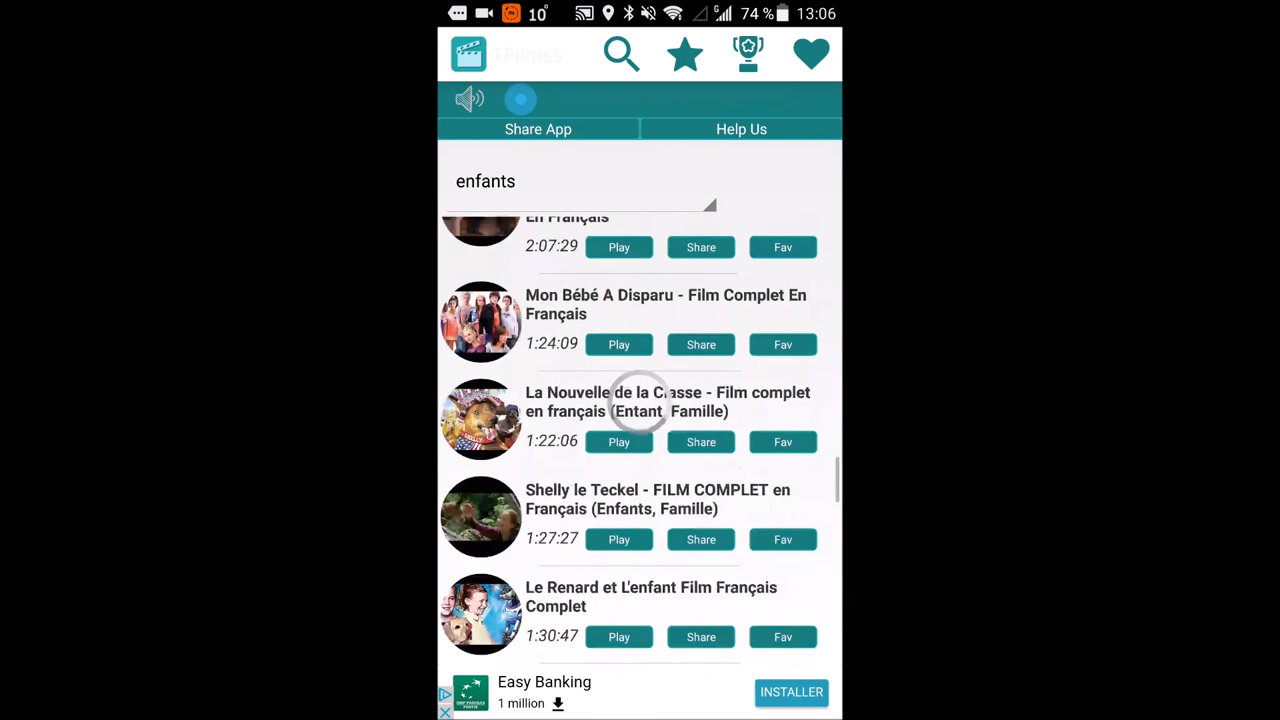 10°
G
74 %
13:06
TFilmss
Share App
Help Us
enfants
En Français
2:07:29
Play
Share
Fav
Mon Bébé A Disparu - Film Complet En
Français
1:24:09
Play
Share
Fav
La Nouvelle de la Classe - Film complet
en français (Entant, Famille)
1:22:06
Play
Share
Fav
Shelly le Teckel - FILM COMPLET en
Français (Enfants, Famille)
1:27:27
Play
Share
Fav
Le Renard et L'enfant Film Français
Complet
1:30:47
Play
Share
Fav
Easy Banking
1 million
INSTALLER